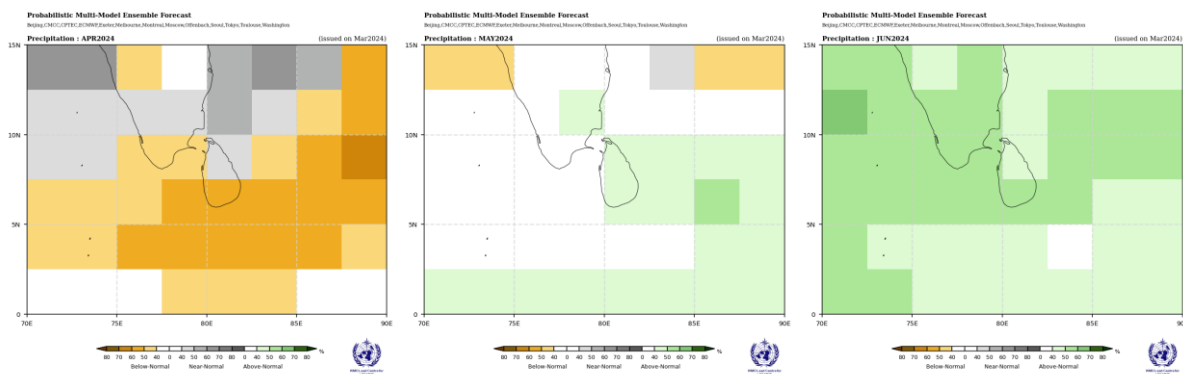 Probabilistic Multi-Model Ensemble Forecast
Beijing,CMCC,CPTEC,ECMWF,Exeter,Melbourne,Montreal,Moscow,Offenbach,Seoul,Tokyo,Toulouse,Washington
Precipitation : APR2024 (issued on Mar2024)
15N
10N
5N
0
70E 75E 80E 85E 90E
80 70 60 50 40 0 40 50 60 70 80 0 40 50 60 70 80 %
Below-Normal Near-Normal Above-Normal
Probabilistic Multi-Model Ensemble Forecast
Beijing,CMCC,CPTEC,ECMWF,Exeter,Melbourne,Montreal,Moscow,Offenbach,Seoul,Tokyo,Toulouse,Washington
Precipitation : MAY2024 (issued on Mar2024)
15N
10N
5N
0
70E 75E 80E 85E 90E
80 70 60 50 40 0 40 50 60 70 80 0 40 50 60 70 80 %
Below-Normal Near-Normal Above-Normal
Probabilistic Multi-Model Ensemble Forecast
Beijing,CMCC,CPTEC,ECMWF,Exeter,Melbourne,Montreal,Moscow,Offenbach,Seoul,Tokyo,Toulouse,Washington
Precipitation : JUN2024 (issued on Mar2024)
15N
10N
5N
0
70E 75E 80E 85E 90E
80 70 60 50 40 0 40 50 60 70 80 0 40 50 60 70 80 %
Below-Normal Near-Normal Above-Normal